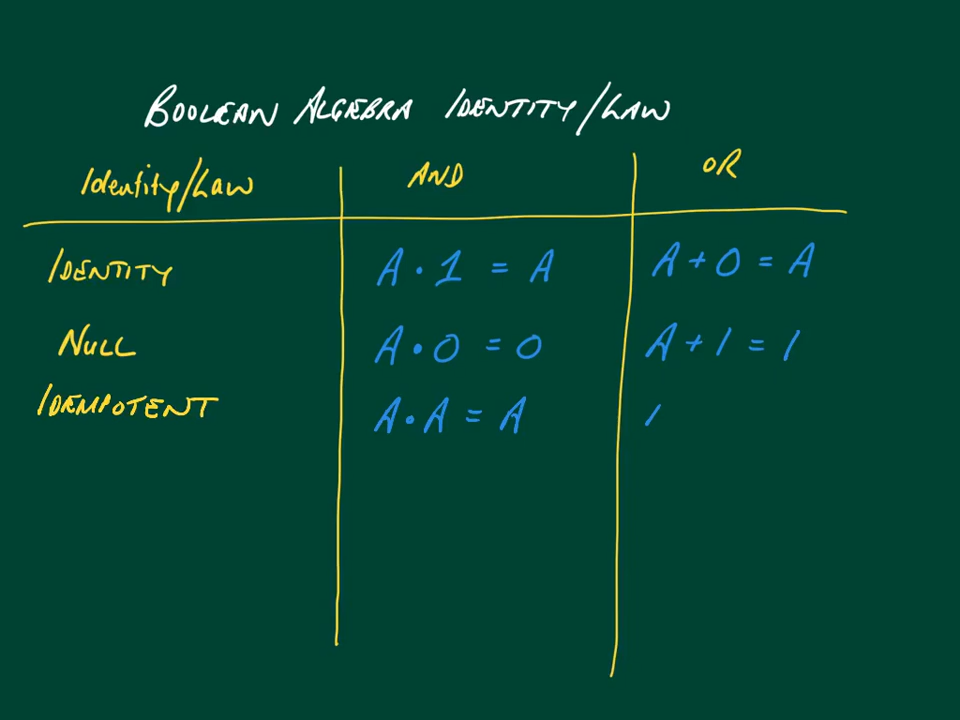 BOOLEAN ALGEBRA IDENTITY/LAW
Identity/Law AND OR
IDENTITY A · 1 = A A + 0 = A
NULL A · 0 = 0 A + 1 = 1
IDEMPOTENT A · A = A